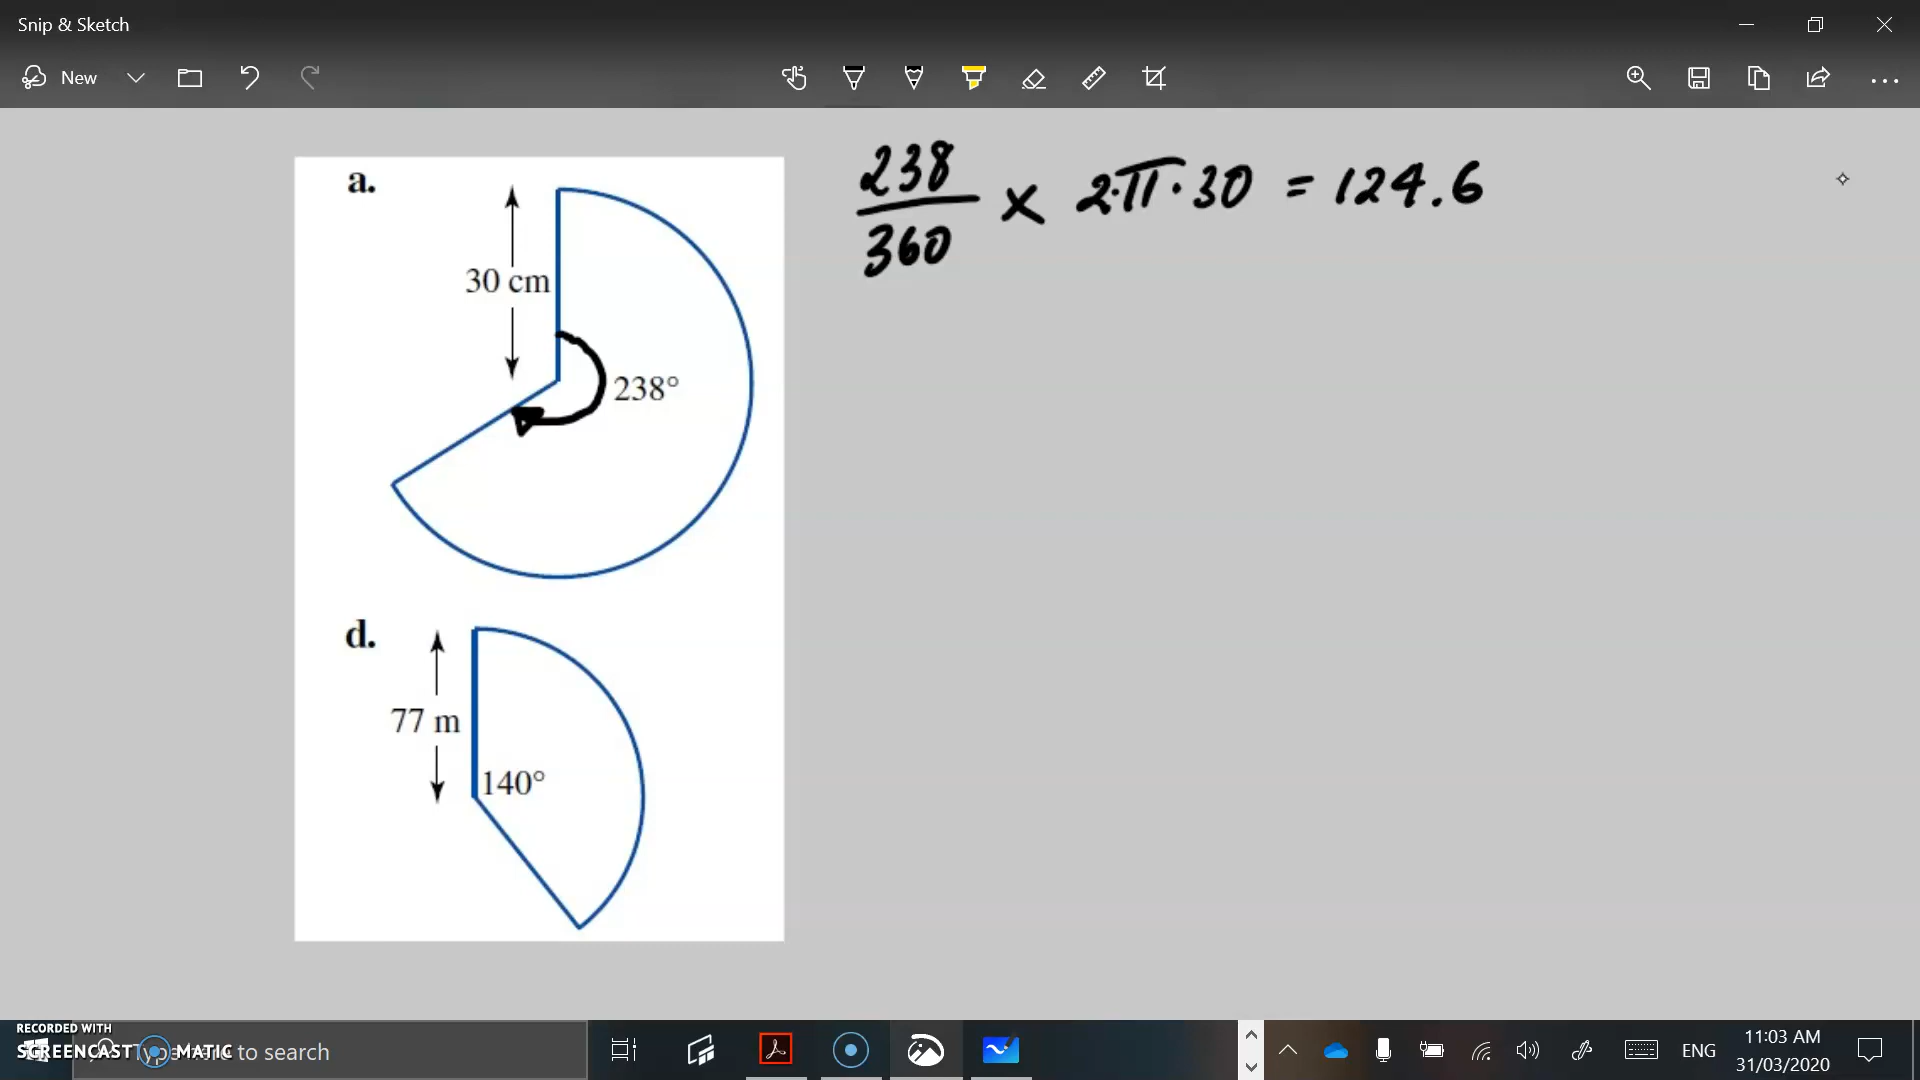 Snip & Sketch
New
a.
30 cm
238°
d.
77 m
140°
238
360
× 2·π·30 = 124.6
RECORDED WITH
SCREENCAST MATIC
to search
ENG
11:03 AM
31/03/2020